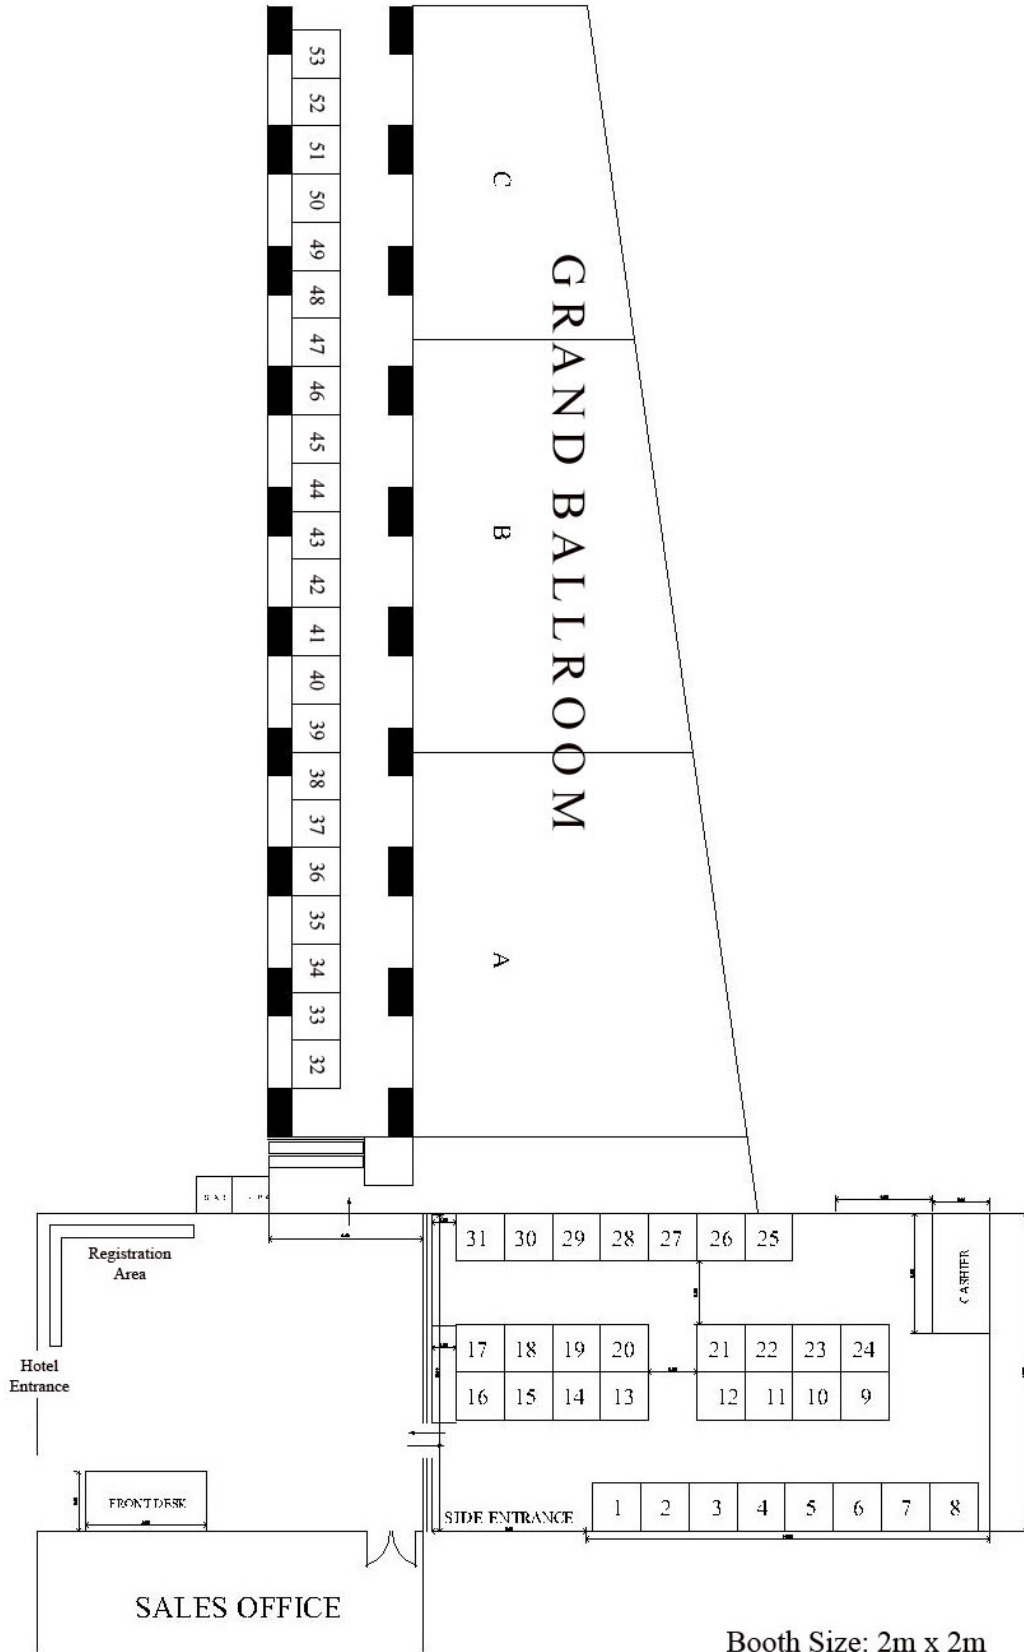 53
52
51
50
49
48
47
46
45
44
43
42
41
40
39
38
37
36
35
34
33
32
C
B
A
GRAND BALLROOM
Registration
Area
Hotel
Entrance
31 30 29 28 27 26 25
CASHIER
17 18 19 20 21 22 23 24
16 15 14 13 12 11 10 9
FRONT DESK
SIDE ENTRANCE
1 2 3 4 5 6 7 8
SALES OFFICE
Booth Size: 2m x 2m